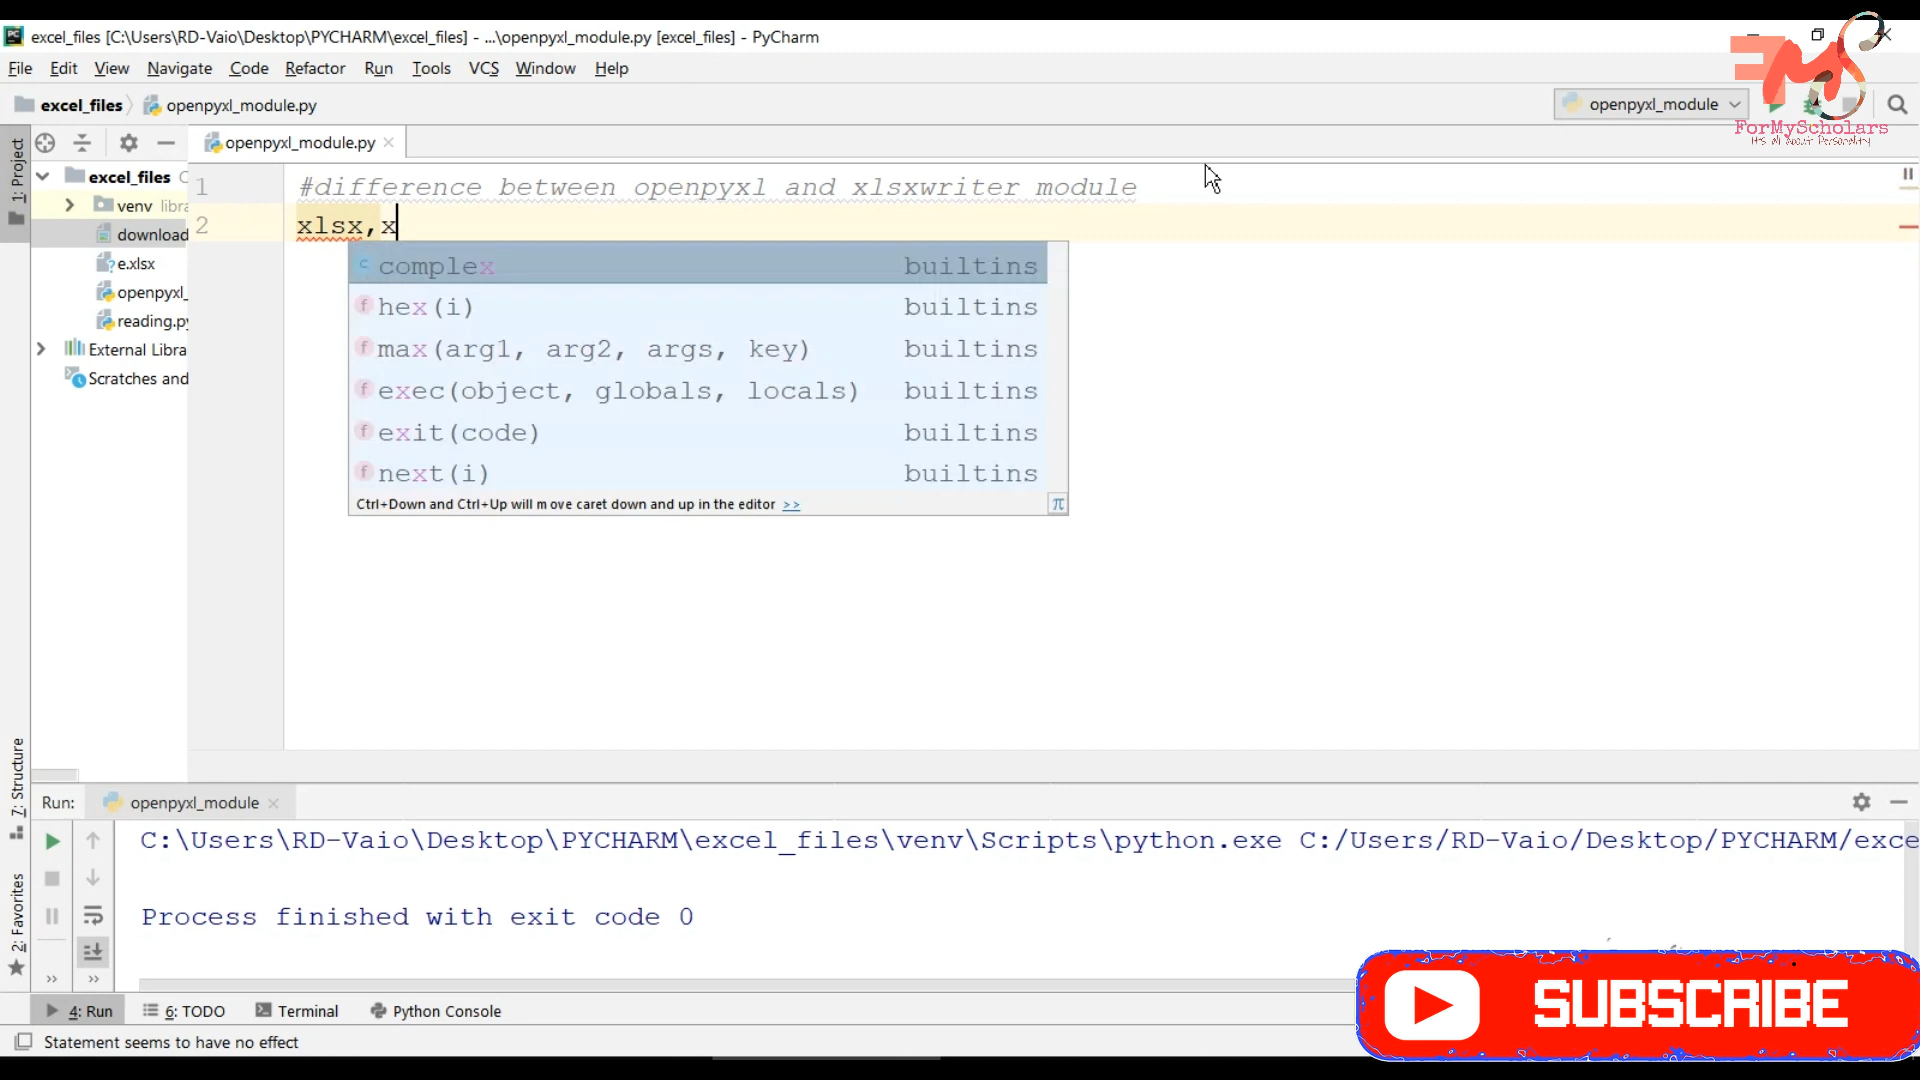 excel_files [C:\Users\RD-Vaio\Desktop\PYCHARM\excel_files] - ...\openpyxl_module.py [excel_files] - PyCharm
File Edit View Navigate Code Refactor Run Tools VCS Window Help
excel_files openpyxl_module.py
openpyxl_module
ForMyScholars
It's All About Personality
1: Project
openpyxl_module.py
excel_files C
venv libra
download
e.xlsx
openpyxl_
reading.py
External Libra
Scratches and
1 #difference between openpyxl and xlsxwriter module
2 xlsx,x
complex builtins
hex(i) builtins
max(arg1, arg2, args, key) builtins
exec(object, globals, locals) builtins
exit(code) builtins
next(i) builtins
Ctrl+Down and Ctrl+Up will move caret down and up in the editor >>
π
7: Structure
2: Favorites
Run: openpyxl_module
C:\Users\RD-Vaio\Desktop\PYCHARM\excel_files\venv\Scripts\python.exe C:/Users/RD-Vaio/Desktop/PYCHARM/exce
Process finished with exit code 0
4: Run 6: TODO Terminal Python Console
Statement seems to have no effect
SUBSCRIBE